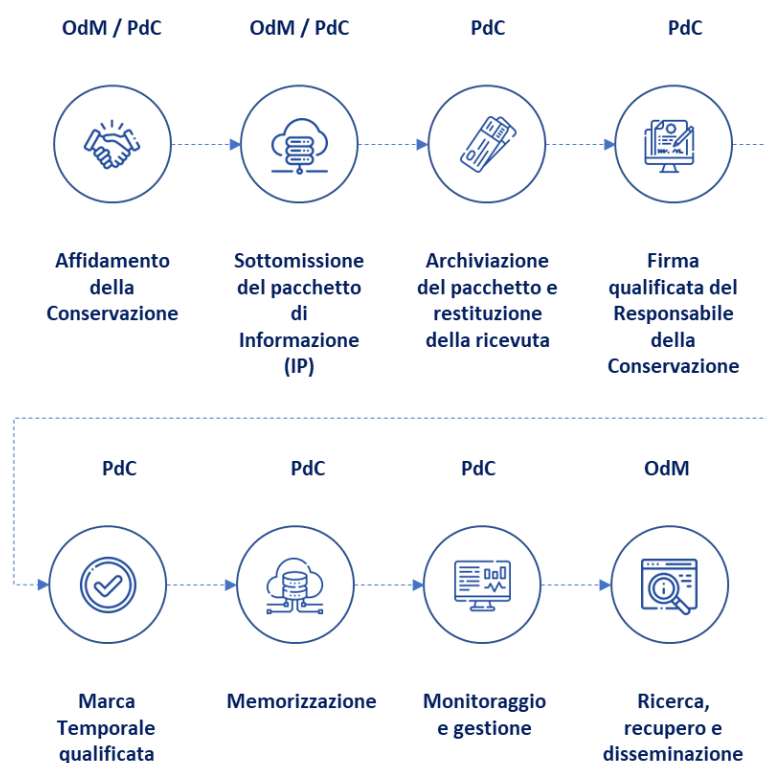 OdM / PdC
OdM / PdC
PdC
PdC
Affidamento
della
Conservazione
Sottomissione
del pacchetto
di
Informazione
(IP)
Archiviazione
del pacchetto e
restituzione
della ricevuta
Firma
qualificata del
Responsabile
della
Conservazione
PdC
PdC
PdC
OdM
Marca
Temporale
qualificata
Memorizzazione
Monitoraggio
e gestione
Ricerca,
recupero e
disseminazione